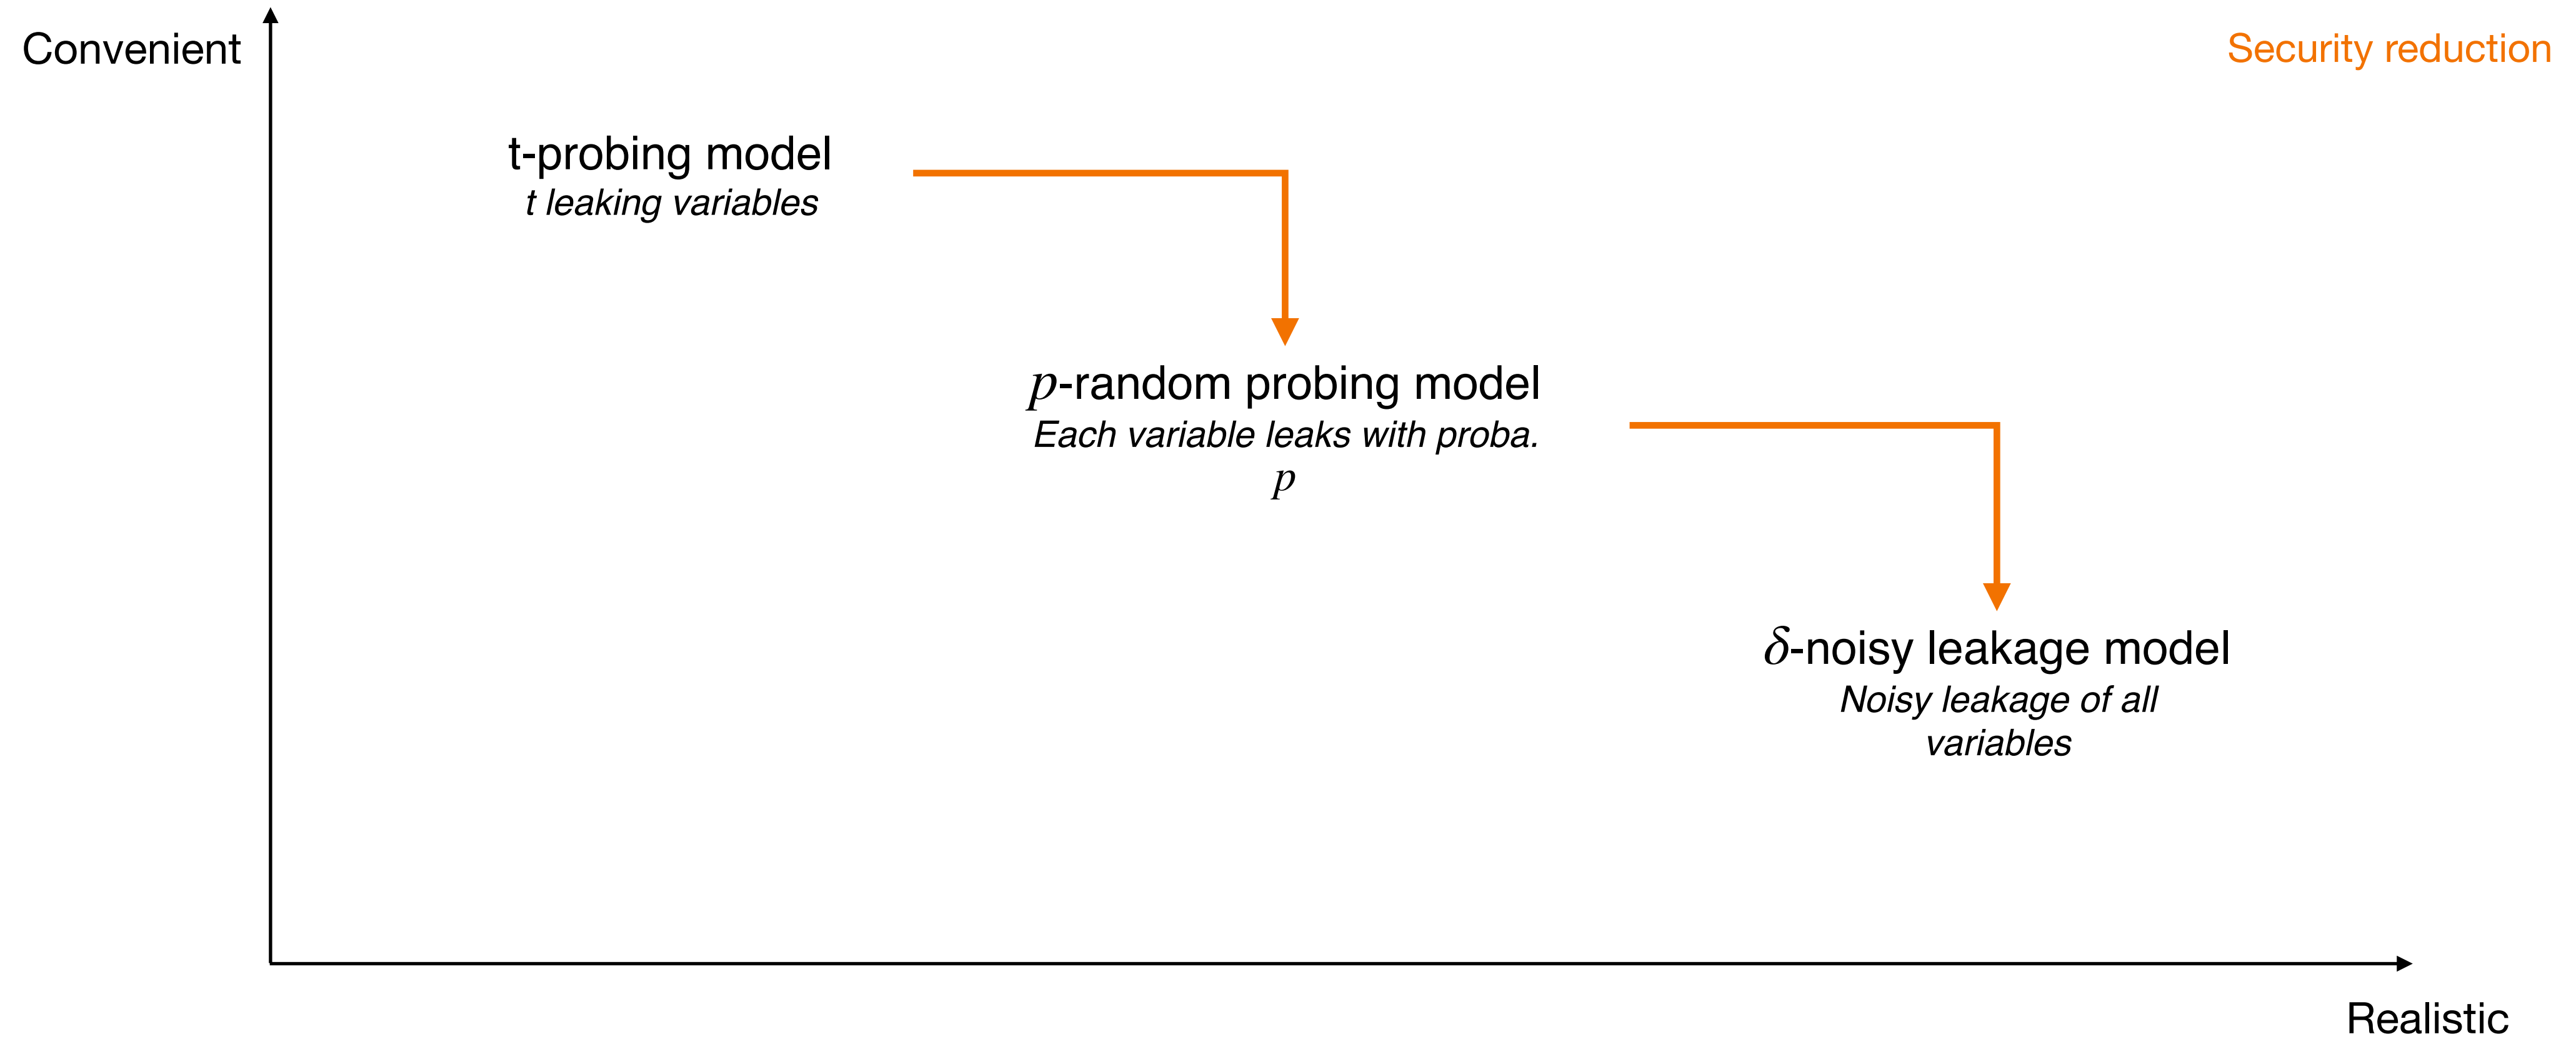 Convenient
Security reduction
t-probing model
t leaking variables
p-random probing model
Each variable leaks with proba.
p
δ-noisy leakage model
Noisy leakage of all
variables
Realistic